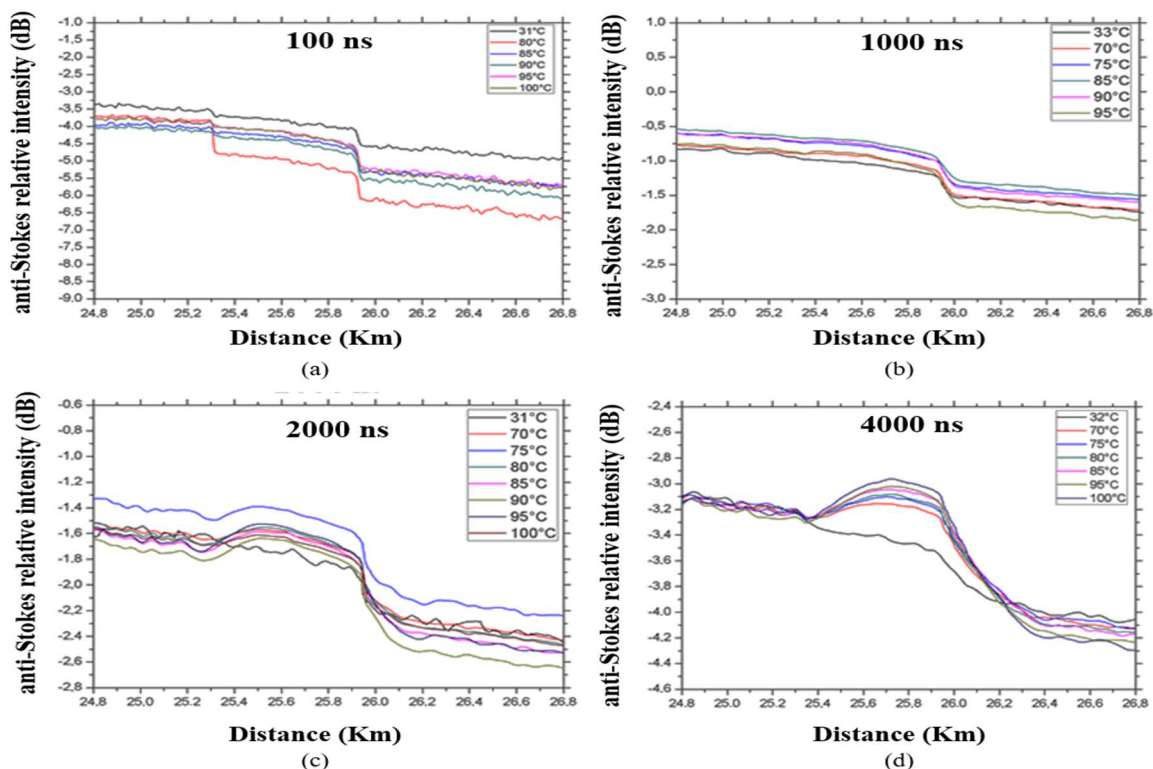 anti-Stokes relative intensity (dB)
-1.0
-1.5
-2.0
-2.5
-3.0
-3.5
-4.0
-4.5
-5.0
-5.5
-6.0
-6.5
-7.0
-7.5
-8.0
-8.5
-9.0
100 ns
31°C
80°C
85°C
90°C
95°C
100°C
24.8 25.0 25.2 25.4 25.6 25.8 26.0 26.2 26.4 26.6 26.8
Distance (Km)
(a)
anti-Stokes relative intensity (dB)
1.0
0.5
0.0
-0.5
-1.0
-1.5
-2.0
-2.5
-3.0
1000 ns
33°C
70°C
75°C
85°C
90°C
95°C
24.8 25.0 25.2 25.4 25.6 25.8 26.0 26.2 26.4 26.6 26.8
Distance (Km)
(b)
anti-Stokes relative intensity (dB)
-0.6
-0.8
-1.0
-1.2
-1.4
-1.6
-1.8
-2.0
-2.2
-2.4
-2.6
-2.8
2000 ns
31°C
70°C
75°C
80°C
85°C
90°C
95°C
100°C
24.8 25.0 25.2 25.4 25.6 25.8 26.0 26.2 26.4 26.6 26.8
Distance (Km)
(c)
anti-Stokes relative intensity (dB)
-2.4
-2.6
-2.8
-3.0
-3.2
-3.4
-3.6
-3.8
-4.0
-4.2
-4.4
-4.6
4000 ns
32°C
70°C
75°C
80°C
85°C
95°C
100°C
24.8 25.0 25.2 25.4 25.6 25.8 26.0 26.2 26.4 26.6 26.8
Distance (Km)
(d)